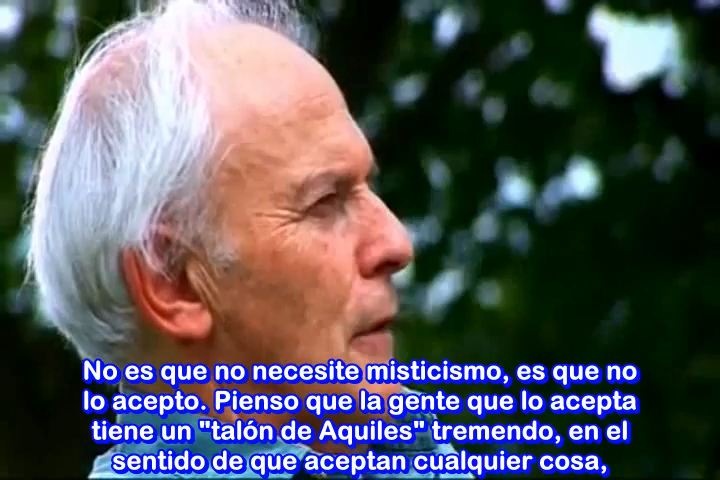 No es que no necesite misticismo, es que no
lo acepto. Pienso que la gente que lo acepta
tiene un "talón de Aquiles" tremendo, en el
sentido de que aceptan cualquier cosa,